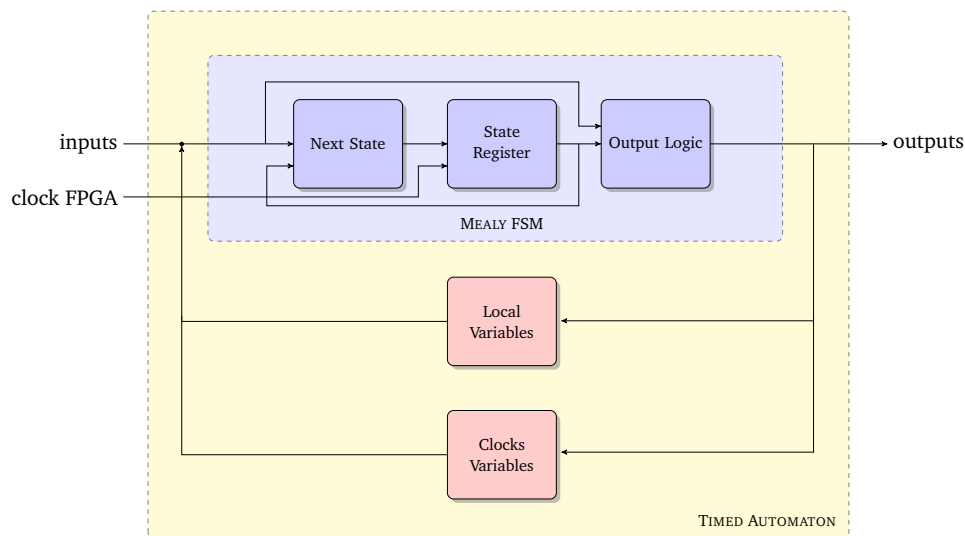 inputs
Next State
State
Register
Output Logic
outputs
clock FPGA
MEALY FSM
Local
Variables
Clocks
Variables
TIMED AUTOMATON